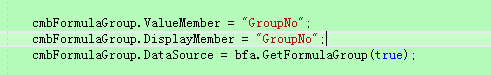 cmbFormulaGroup.ValueMember = "GroupNo";
cmbFormulaGroup.DisplayMember = "GroupNo";
cmbFormulaGroup.DataSource = bfa.GetFormulaGroup(true);